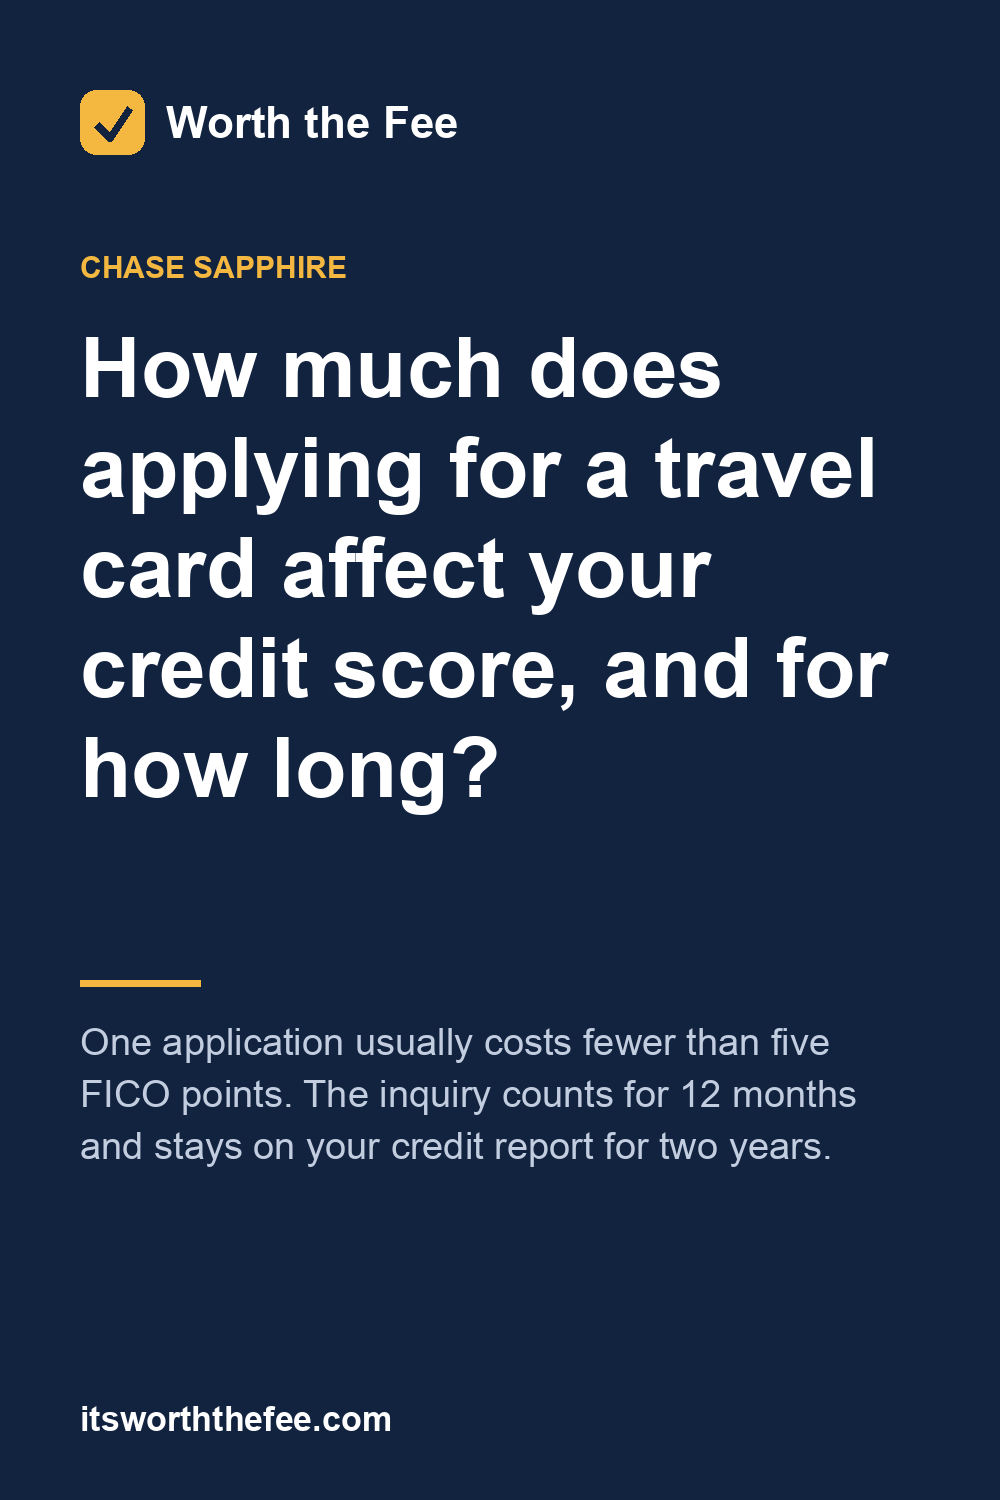 Worth the Fee
CHASE SAPPHIRE
How much does
applying for a travel
card affect your
credit score, and for
how long?
One application usually costs fewer than five
FICO points. The inquiry counts for 12 months
and stays on your credit report for two years.
itsworththefee.com